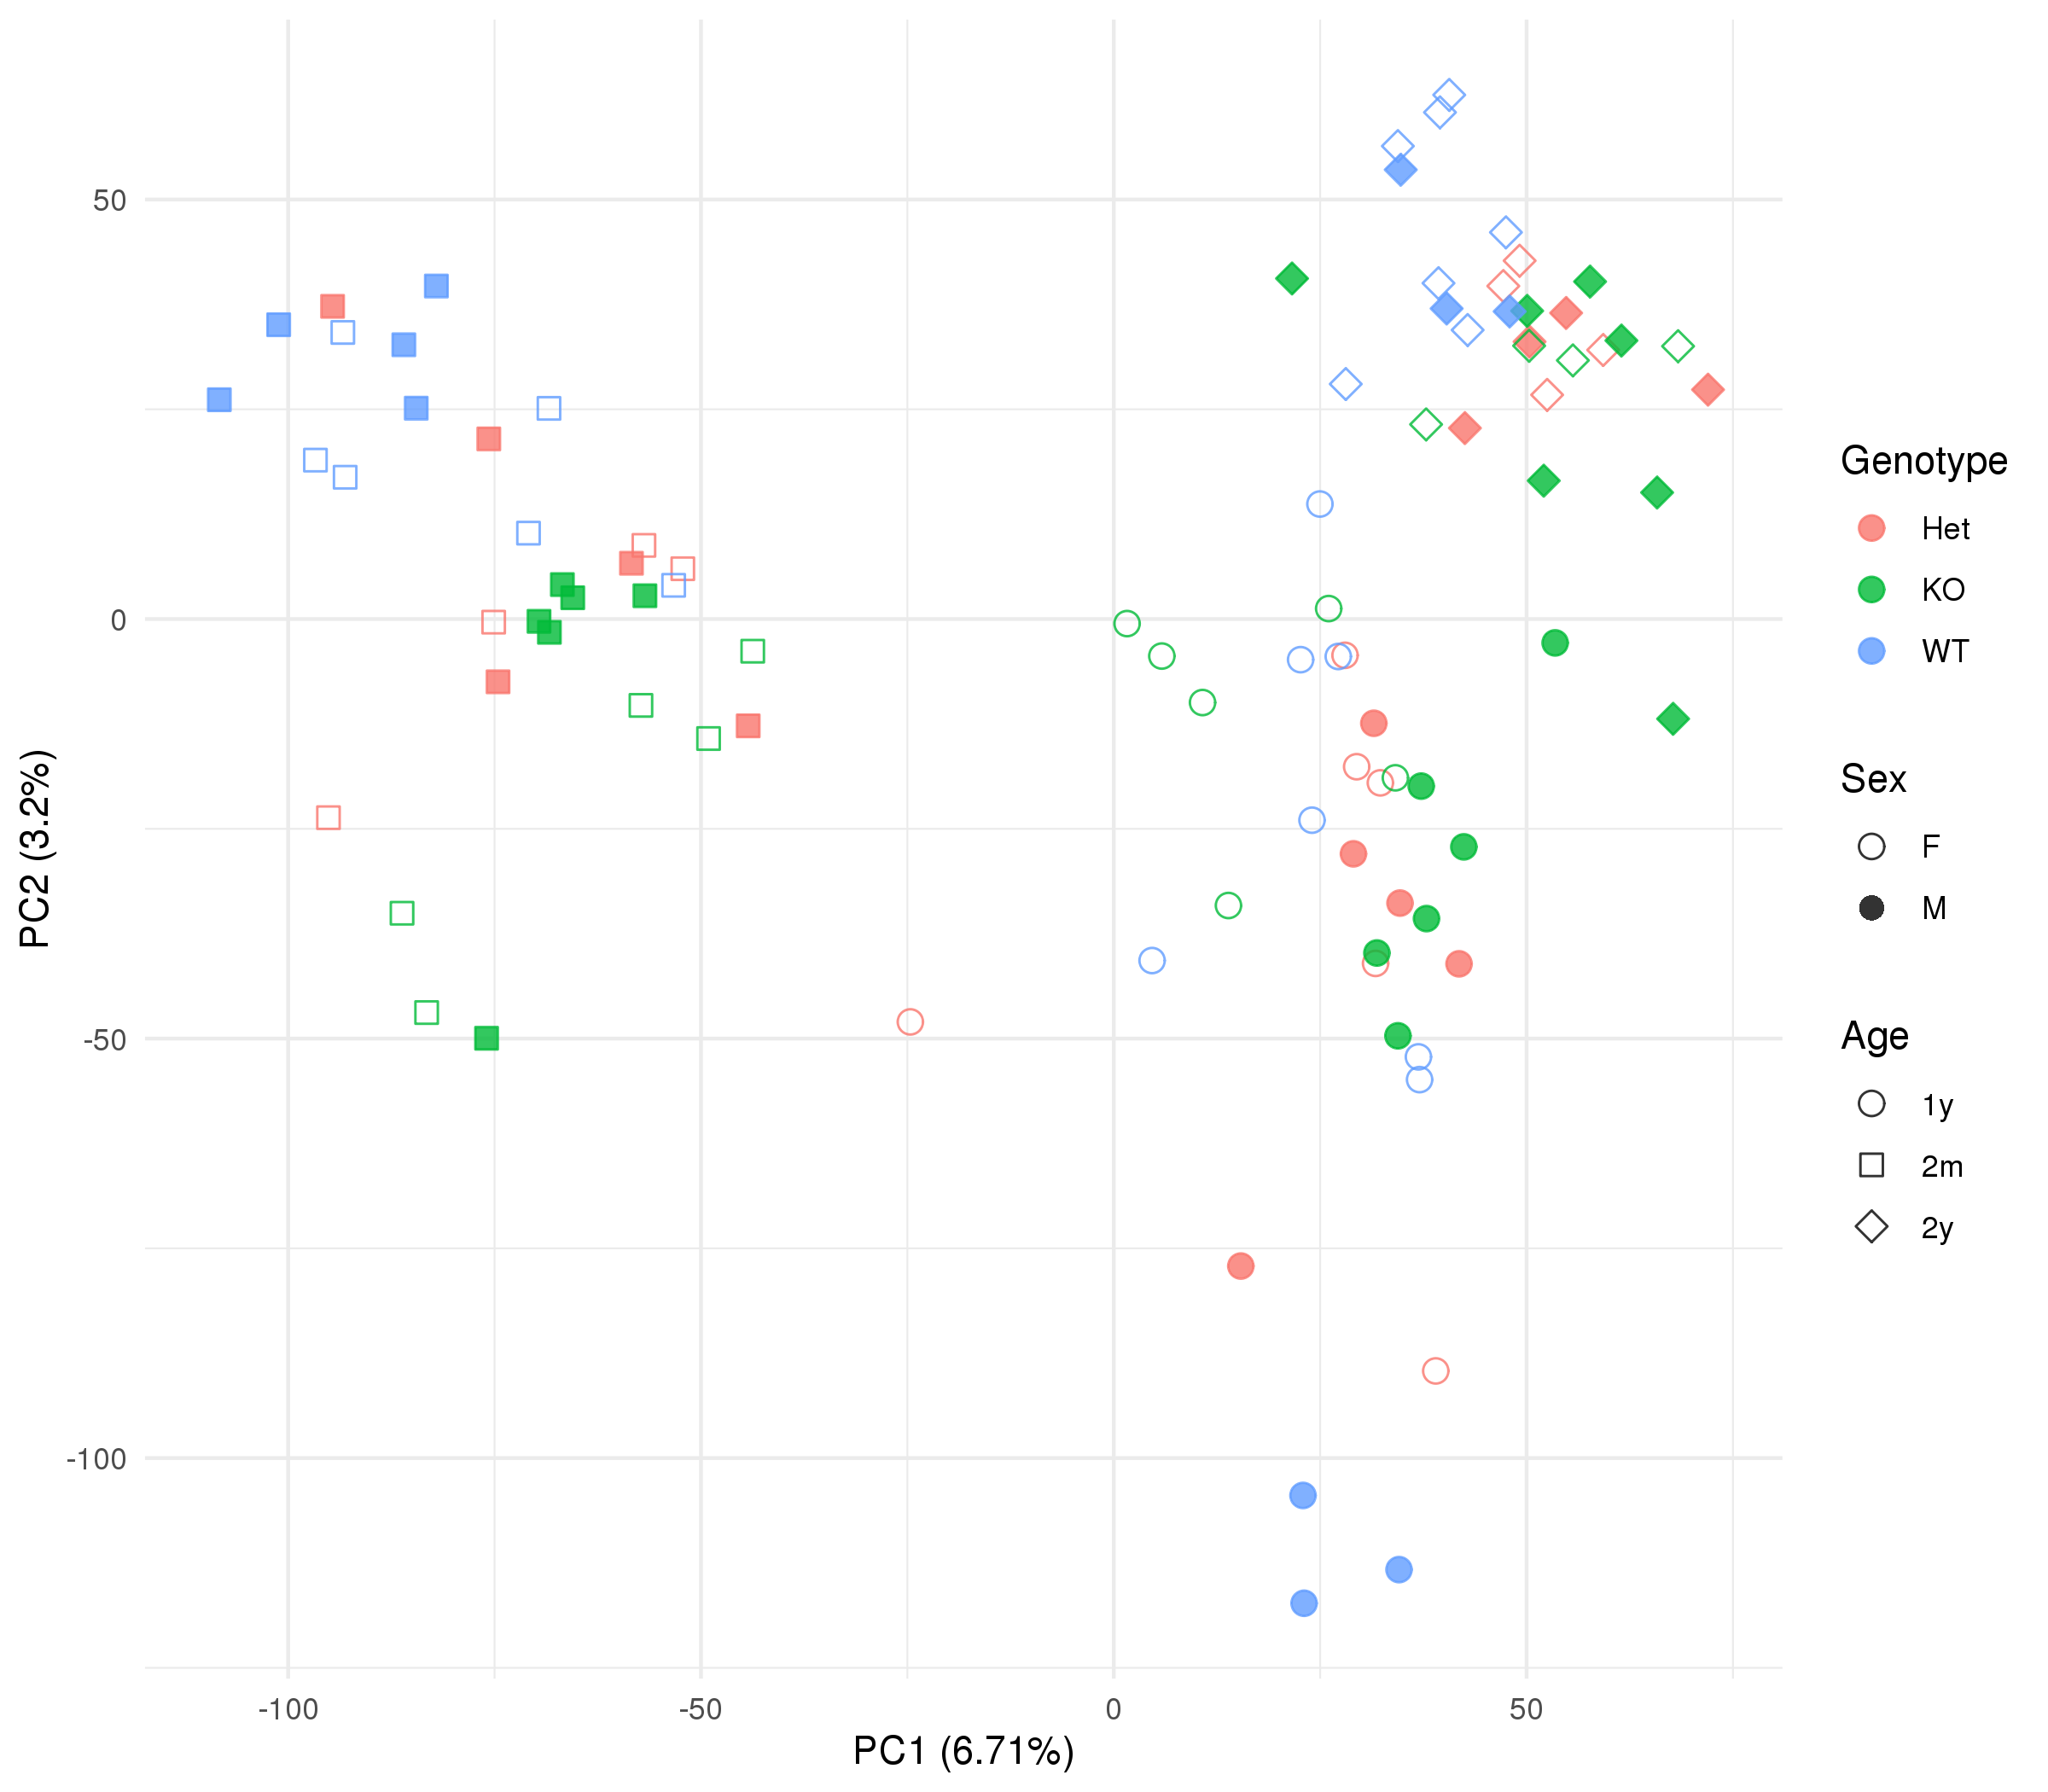 50
0
-50
-100
PC2 (3.2%)
-100
-50
0
50
PC1 (6.71%)
Genotype
Het
KO
WT
Sex
F
M
Age
1y
2m
2y